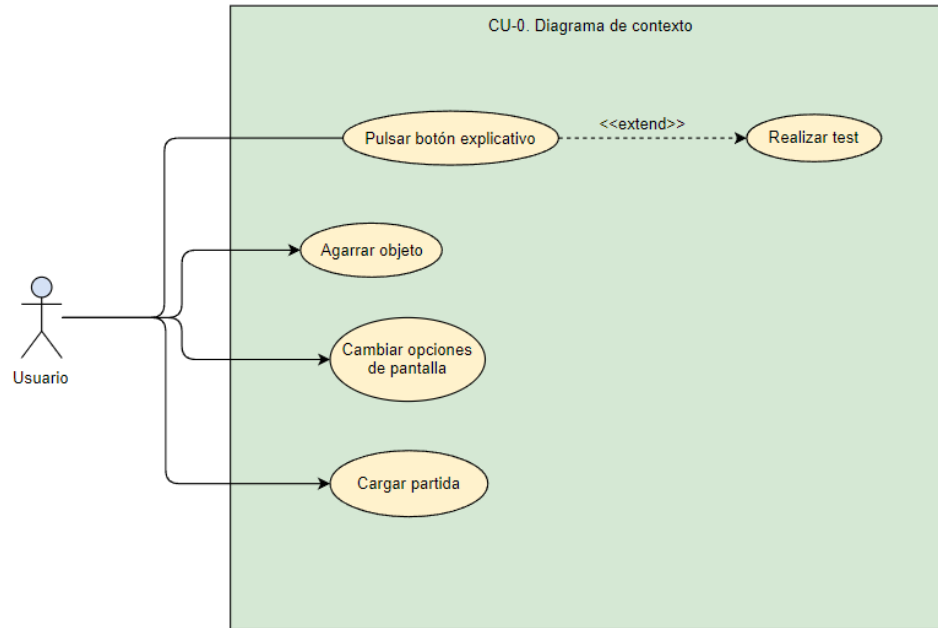 CU-0. Diagrama de contexto
Pulsar botón explicativo
<<extend>>
Realizar test
Agarrar objeto
Usuario
Cambiar opciones
de pantalla
Cargar partida